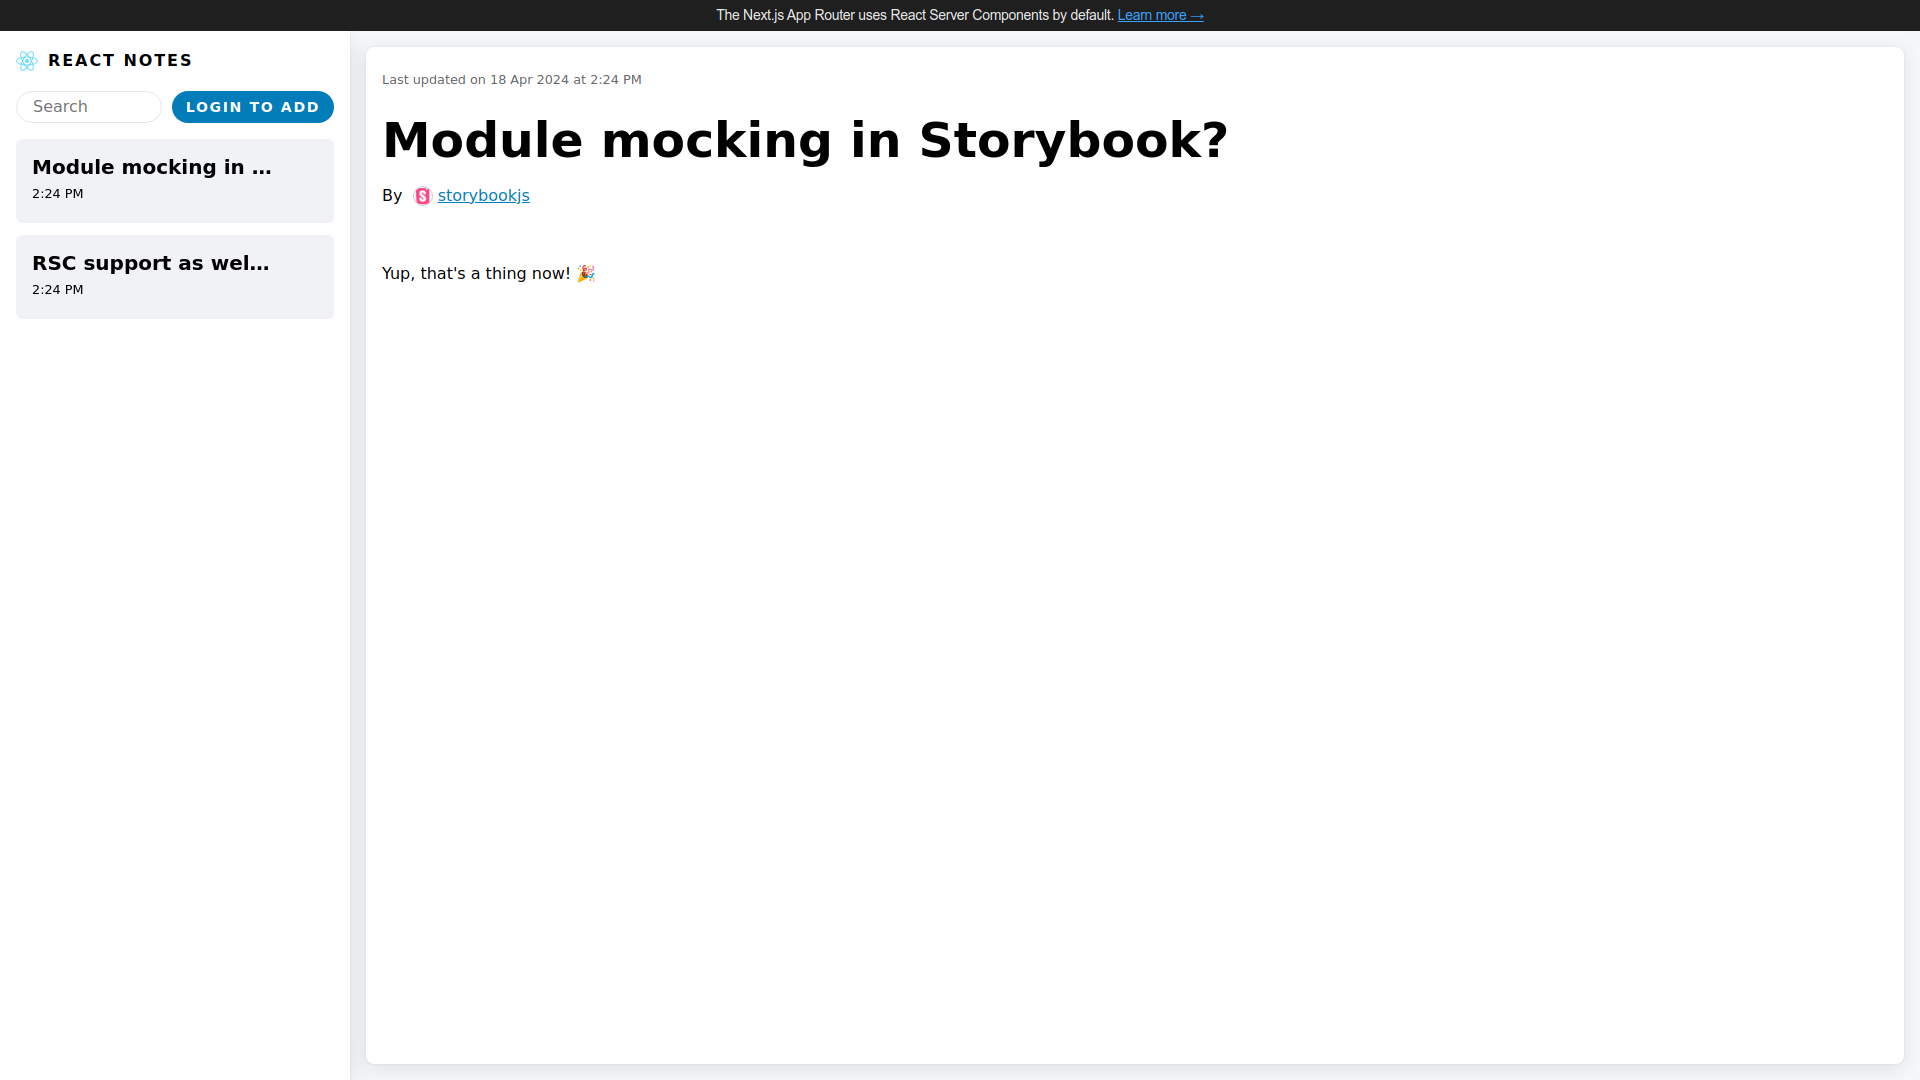 The Next.js App Router uses React Server Components by default. Learn more →
REACT NOTES
Search
LOGIN TO ADD
Module mocking in ...
2:24 PM
RSC support as wel...
2:24 PM
Last updated on 18 Apr 2024 at 2:24 PM
Module mocking in Storybook?
By S storybookjs
Yup, that's a thing now! 🎉